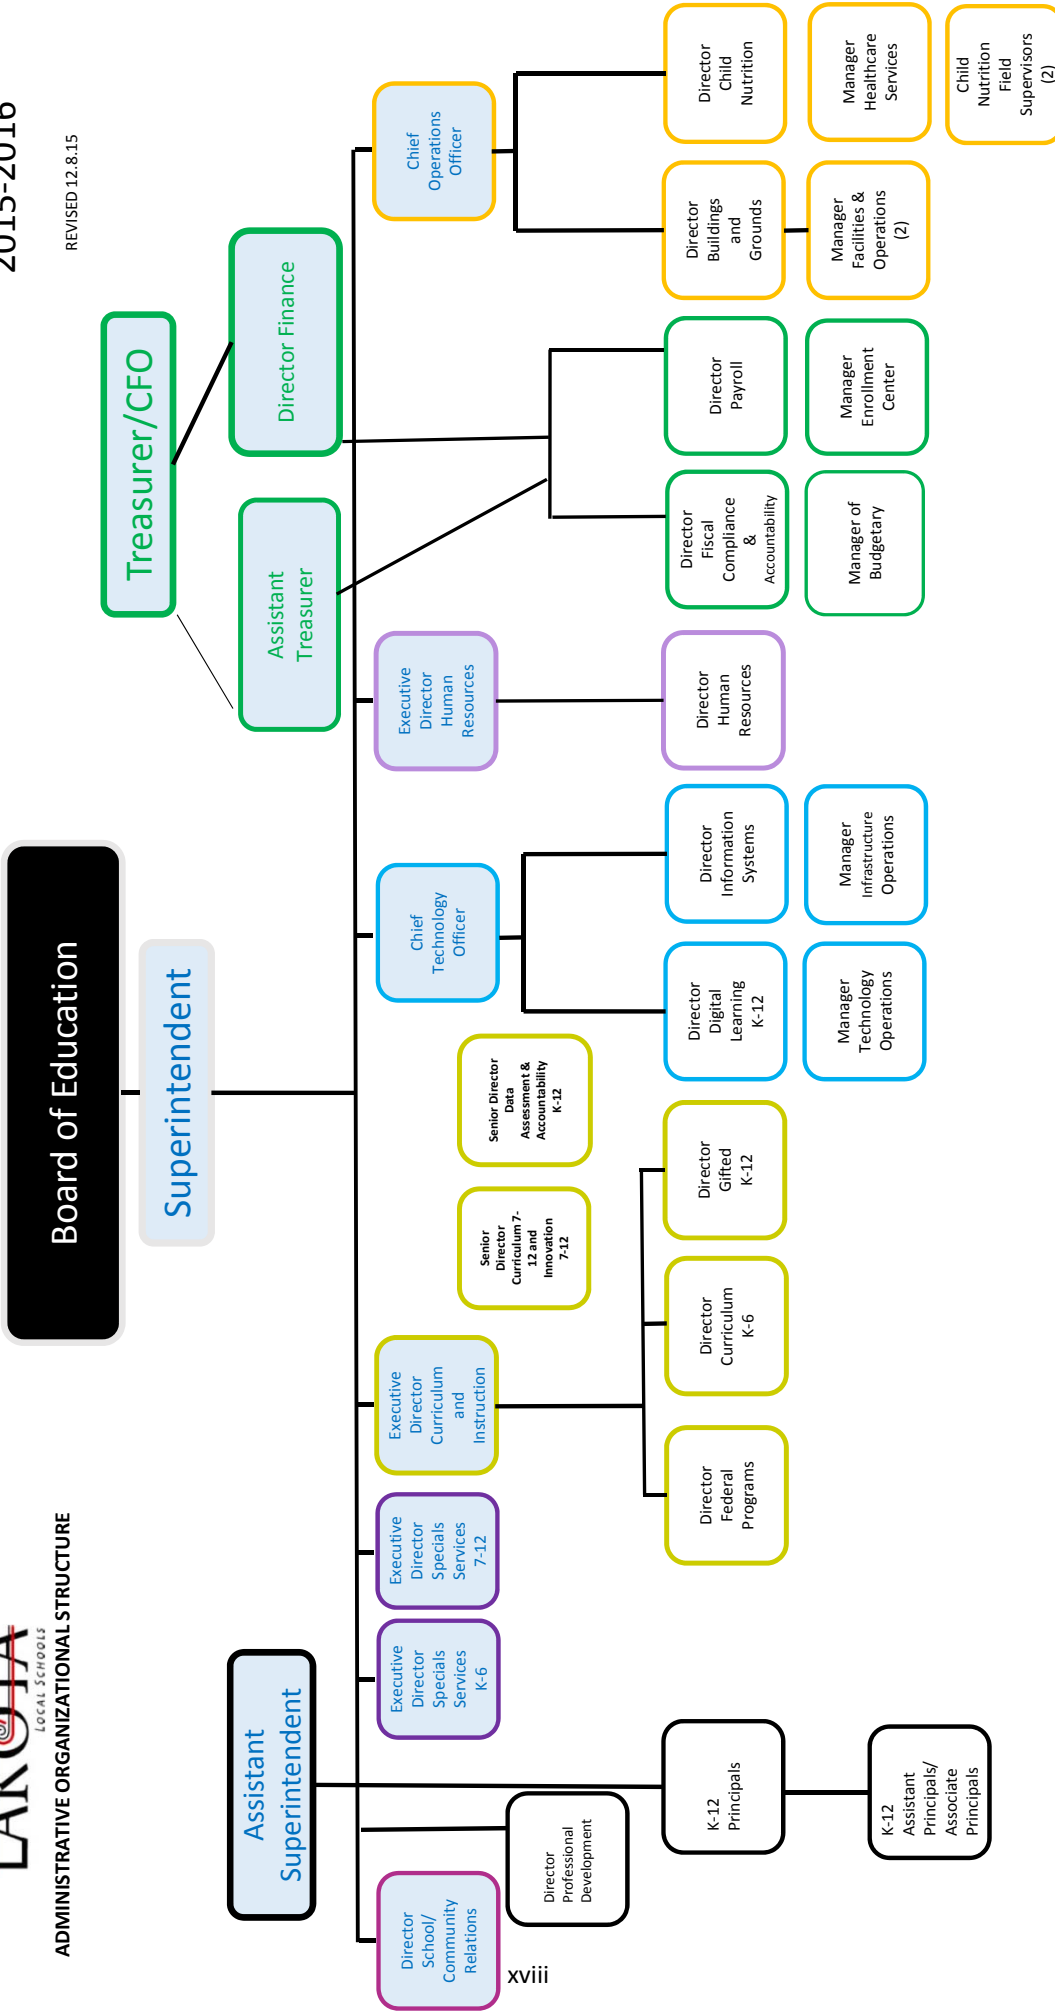 LAKOTA
LOCAL SCHOOLS
ADMINISTRATIVE ORGANIZATIONAL STRUCTURE
2015-2016
REVISED 12.8.15
Board of Education
Superintendent
Treasurer/CFO
Assistant
Superintendent
Assistant
Treasurer
Director Finance
Director
School/
Community
Relations
Executive
Director
Specials
Services
K-6
Executive
Director
Specials
Services
7-12
Executive
Director
Curriculum
and
Instruction
Chief
Technology
Officer
Executive
Director
Human
Resources
Chief
Operations
Officer
Senior
Director
Curriculum 7-
12 and
Innovation
7-12
Senior Director
Data
Assessment &
Accountability
K-12
Director
Professional
Development
K-12
Principals
Director
Federal
Programs
Director
Curriculum
K-6
Director
Gifted
K-12
Director
Digital
Learning
K-12
Director
Information
Systems
Director
Human
Resources
Director
Fiscal
Compliance
&
Accountability
Director
Payroll
Director
Buildings
and
Grounds
Director
Child
Nutrition
K-12
Assistant
Principals/
Associate
Principals
Manager
Technology
Operations
Manager
Infrastructure
Operations
Manager of
Budgetary
Manager
Enrollment
Center
Manager
Facilities &
Operations
(2)
Manager
Healthcare
Services
Child
Nutrition
Field
Supervisors
(2)
xviii